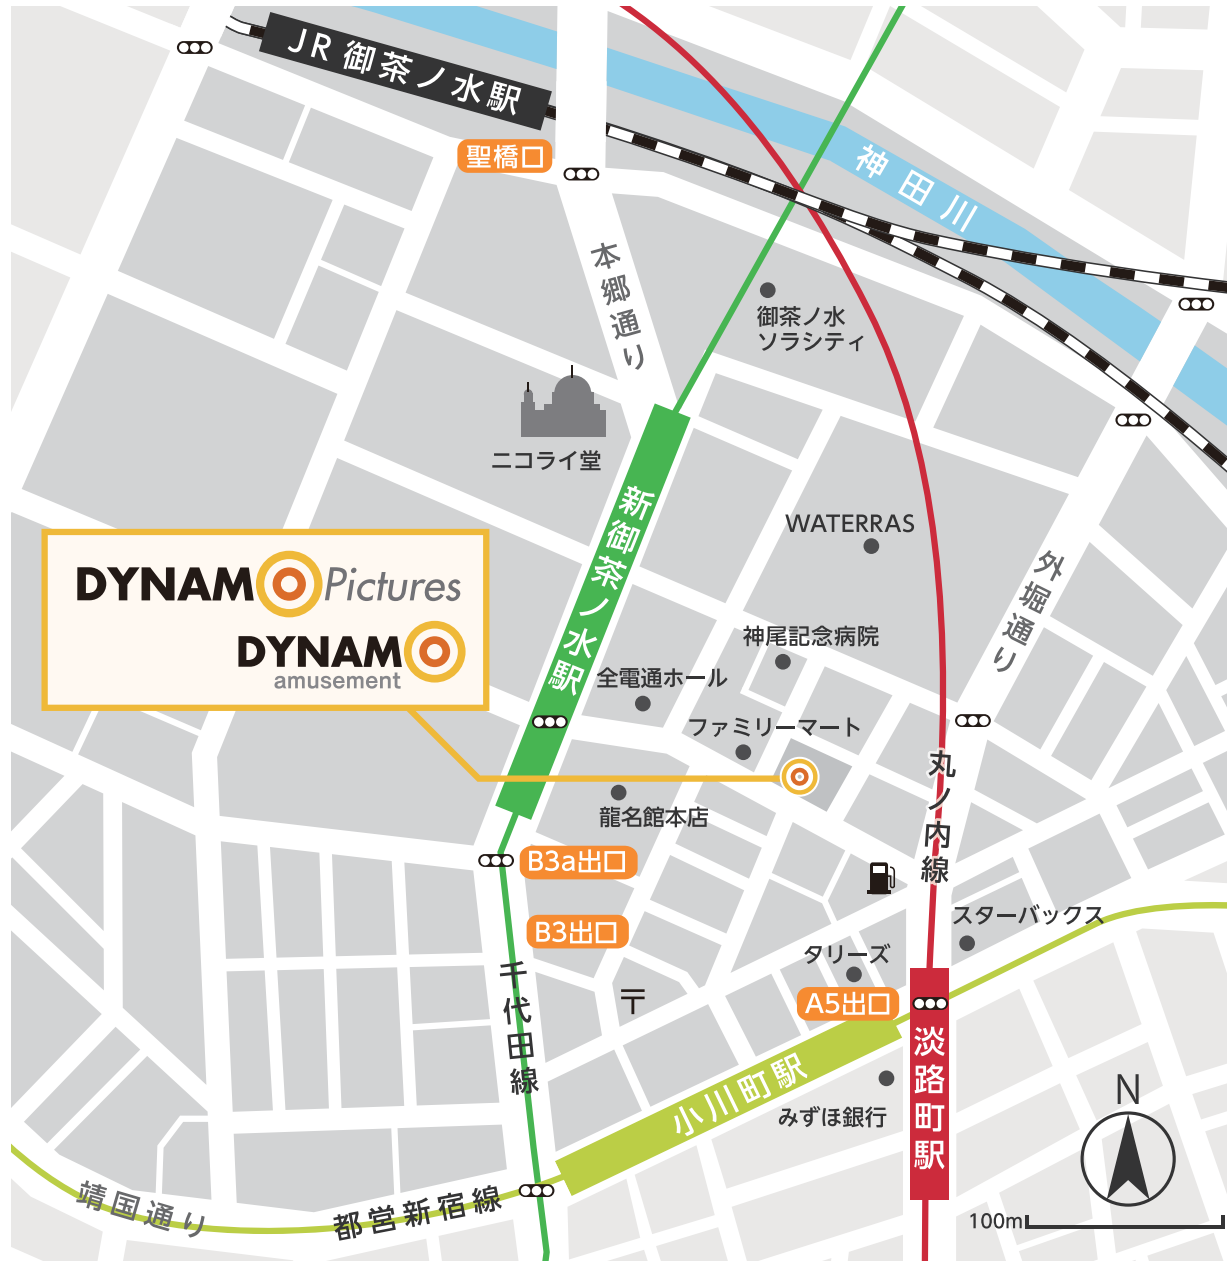 JR 御茶ノ水駅
聖橋口
神田川
本郷通り
御茶ノ水
ソラシティ
ニコライ堂
新御茶ノ水駅
WATERRAS
外堀通り
DYNAMO Pictures
DYNAMO
amusement
神尾記念病院
全電通ホール
ファミリーマート
丸ノ内線
龍名館本店
B3a出口
B3出口
スターバックス
タリーズ
A5出口
〒
千代田線
淡路町駅
小川町駅
みずほ銀行
N
靖国通り
都営新宿線
100m